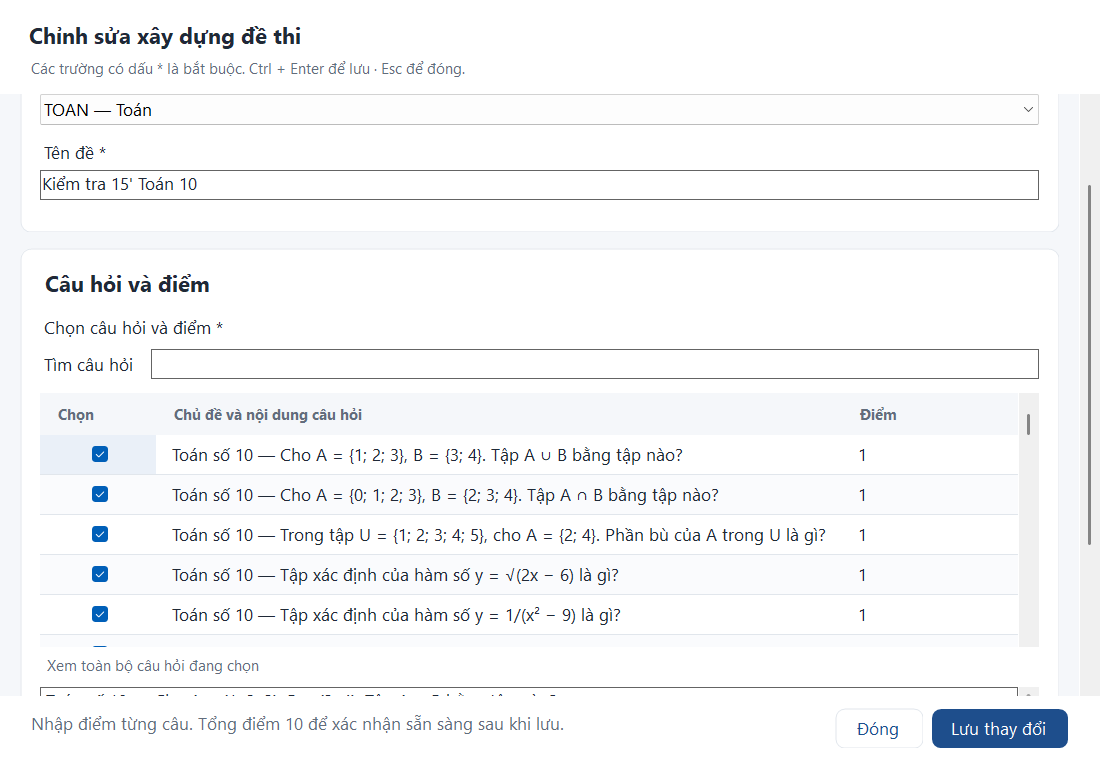 Chỉnh sửa xây dựng đề thi
Các trường có dấu * là bắt buộc. Ctrl + Enter để lưu · Esc để đóng.
TOAN — Toán
Tên đề *
Kiểm tra 15' Toán 10
Câu hỏi và điểm
Chọn câu hỏi và điểm *
Tìm câu hỏi
Chọn Chủ đề và nội dung câu hỏi Điểm
Toán số 10 — Cho A = {1; 2; 3}, B = {3; 4}. Tập A ∪ B bằng tập nào? 1
Toán số 10 — Cho A = {0; 1; 2; 3}, B = {2; 3; 4}. Tập A ∩ B bằng tập nào? 1
Toán số 10 — Trong tập U = {1; 2; 3; 4; 5}, cho A = {2; 4}. Phần bù của A trong U là gì? 1
Toán số 10 — Tập xác định của hàm số y = √(2x − 6) là gì? 1
Toán số 10 — Tập xác định của hàm số y = 1/(x² − 9) là gì? 1
Xem toàn bộ câu hỏi đang chọn
Nhập điểm từng câu. Tổng điểm 10 để xác nhận sẵn sàng sau khi lưu.
Đóng
Lưu thay đổi